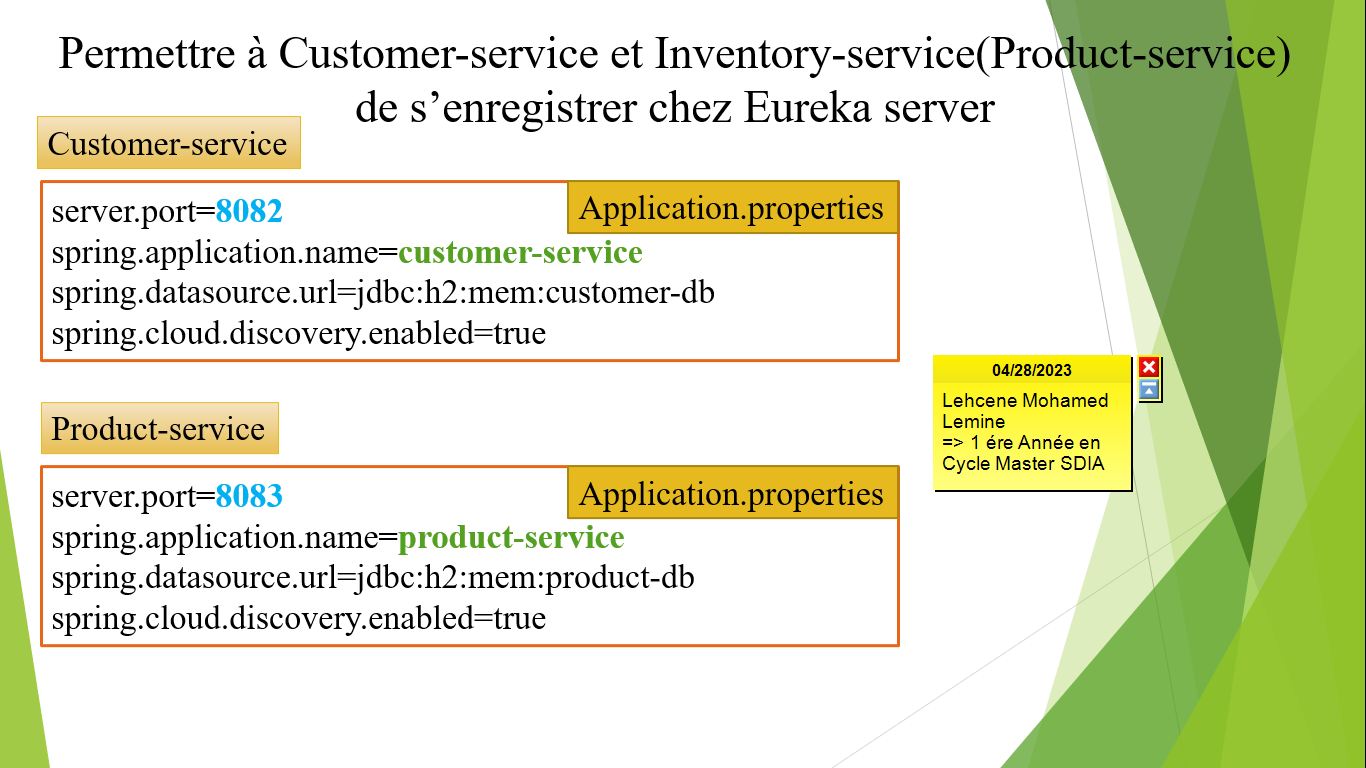 Permettre à Customer-service et Inventory-service(Product-service)
de s’enregistrer chez Eureka server
Customer-service
Application.properties
server.port=8082
spring.application.name=customer-service
spring.datasource.url=jdbc:h2:mem:customer-db
spring.cloud.discovery.enabled=true
04/28/2023
Lehcene Mohamed
Lemine
=> 1 ére Année en
Cycle Master SDIA
Product-service
Application.properties
server.port=8083
spring.application.name=product-service
spring.datasource.url=jdbc:h2:mem:product-db
spring.cloud.discovery.enabled=true